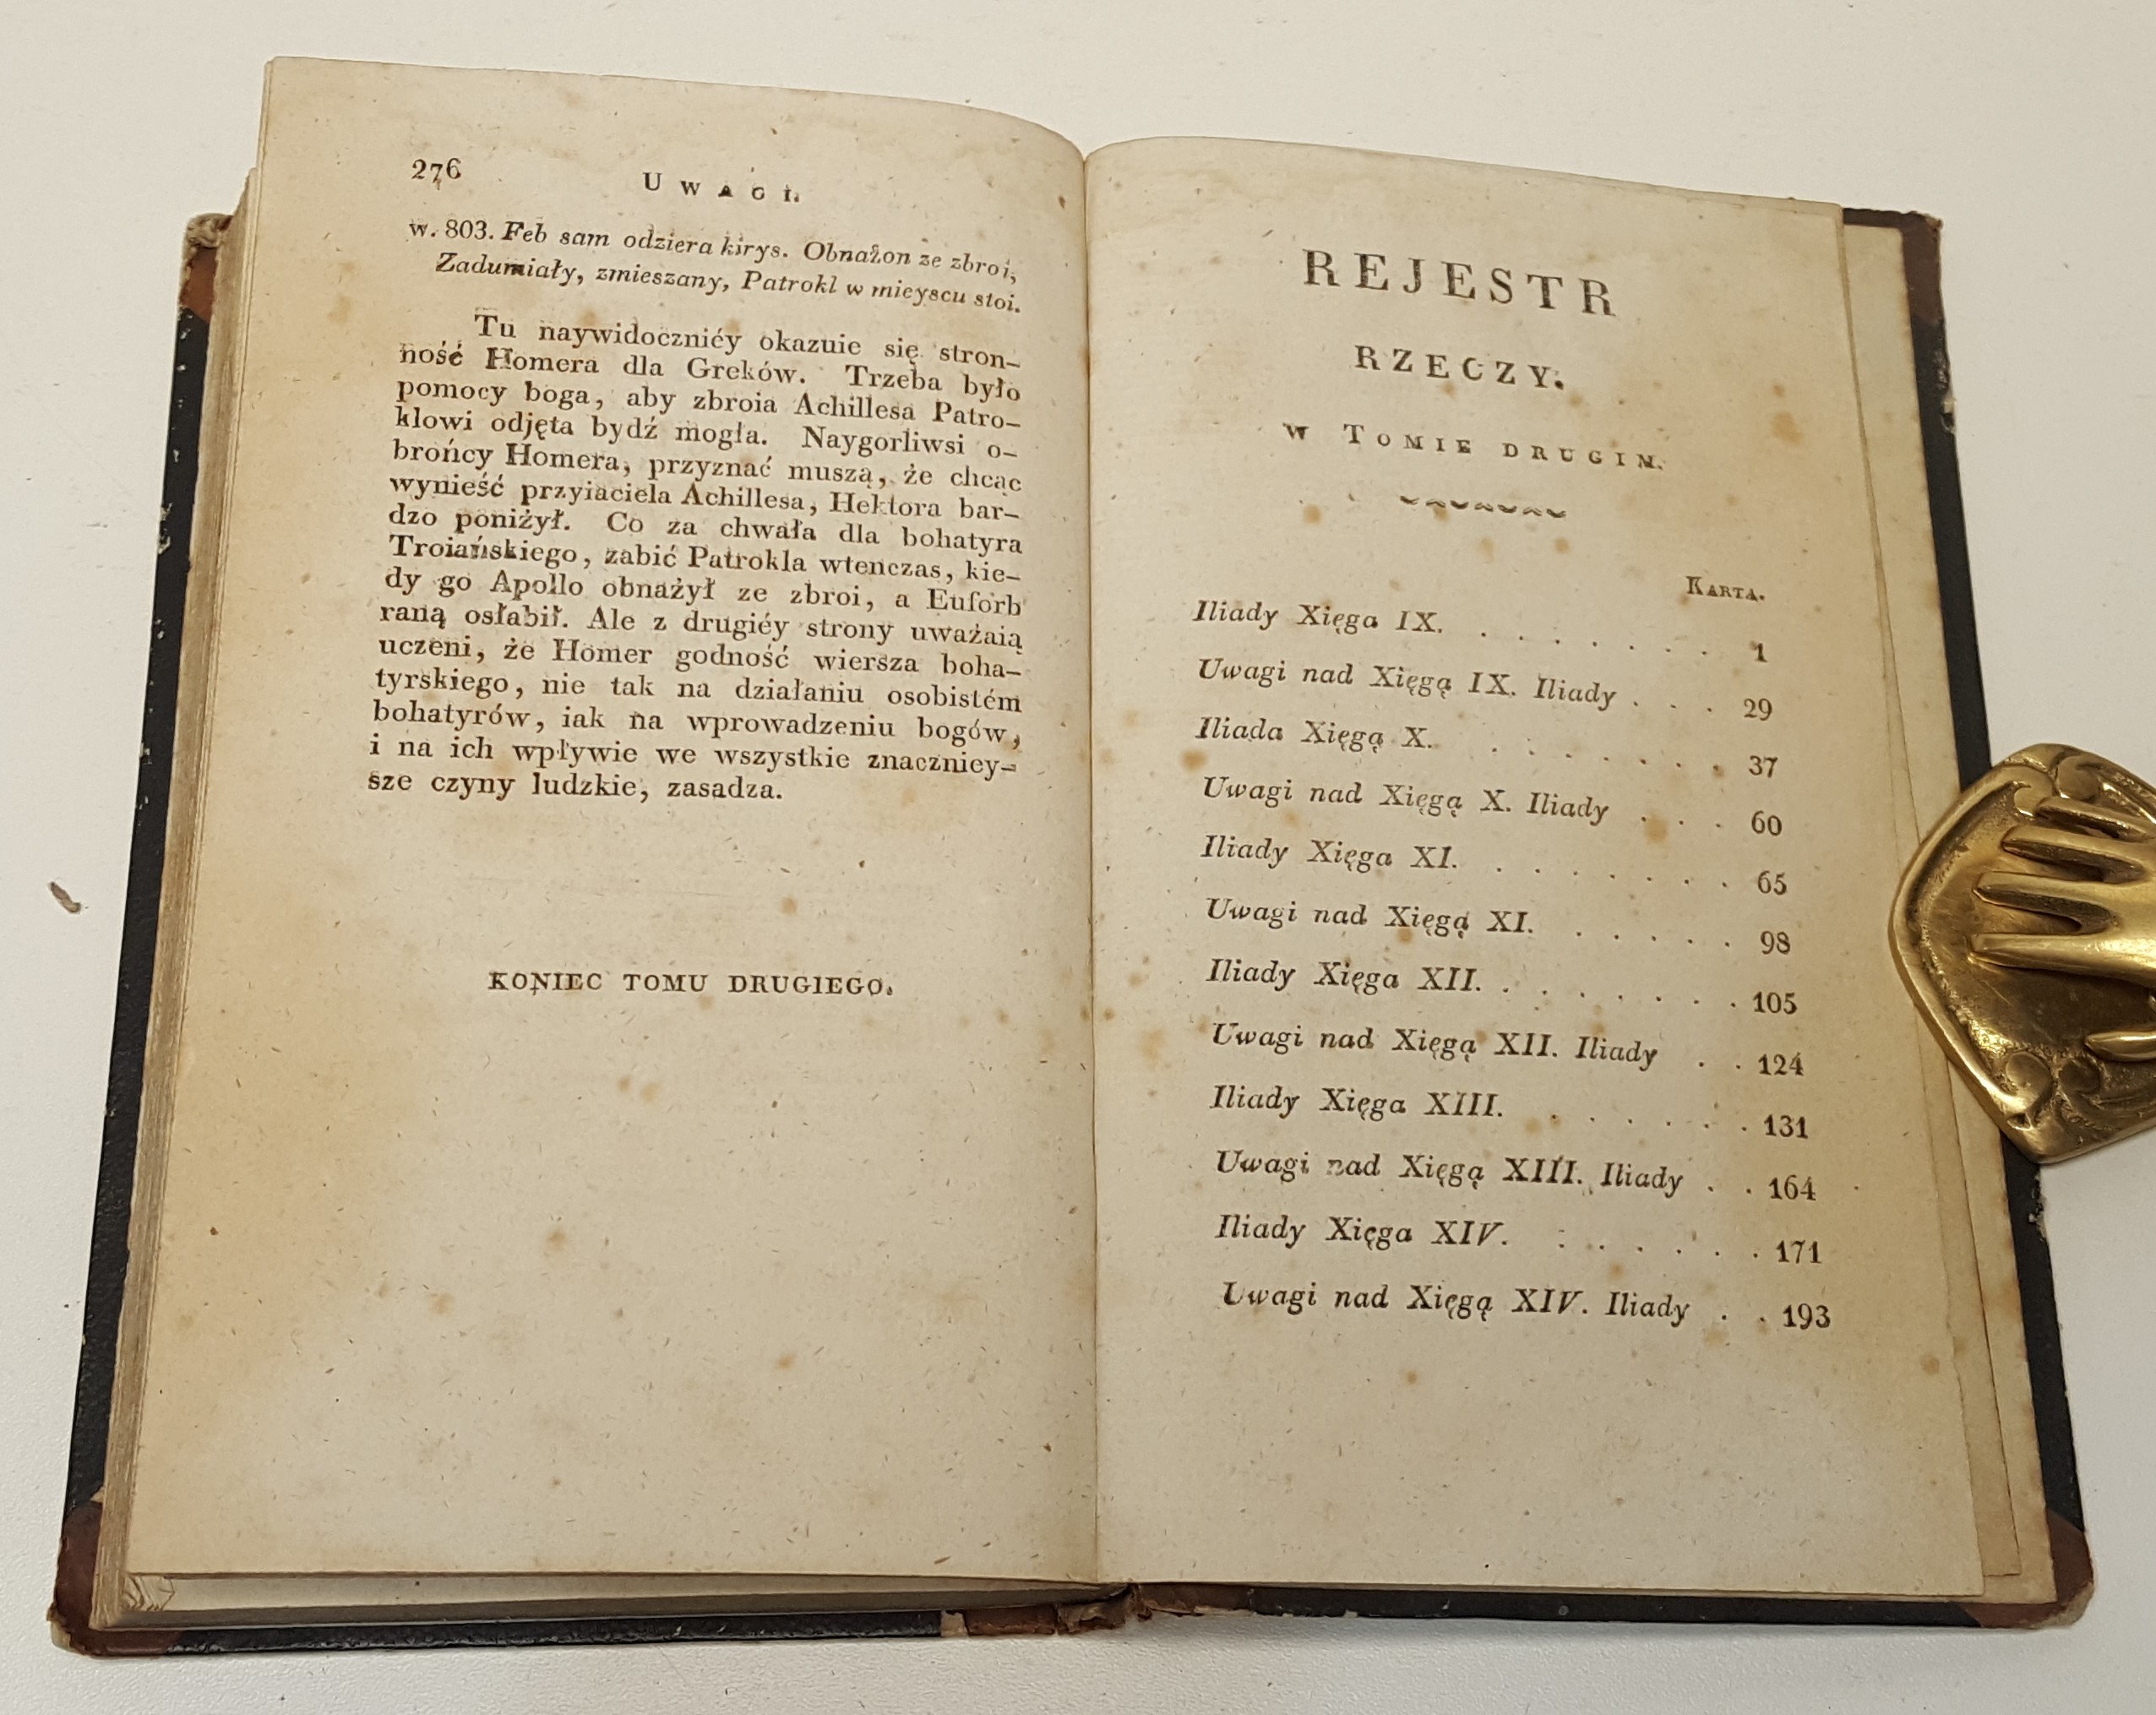 276
UWAGI.
w. 803. Feb sam odziera kirys. Obnażon ze zbroi,
Zadumiały, zmieszany, Patrokl w mieyscu stoi.
Tu naywidocznićy okazuie się stron-
ność Homera dla Greków. Trzeba było
pomocy boga, aby zbroia Achillesa Patro-
klowi odjęta bydź mogła. Naygorliwsi o-
brońcy Homera, przyznać muszą, że chcąc
wynieść przyiaciela Achillesa, Hektora bar-
dzo poniżył. Co za chwała dla bohatyra
Troiańskiego, zabić Patrokla wtenczas, kie-
dy go Apollo obnażył ze zbroi, a Euforb
raną osłabił. Ale z drugiéy strony uważaią
uczeni, że Homer godność wiersza boha-
tyrskiego, nie tak na działaniu osobistém
bohatyrów, iak na wprowadzeniu bogów,
i na ich wpływie we wszystkie znaczniey-
sze czyny ludzkie, zasadza.
KONIEC TOMU DRUGIEGO.
REJESTR
RZECZY.
W TOMIE DRUGIM.
KARTA.
Iliady Xięga IX. . . . . . . . 1
Uwagi nad Xięgą IX. Iliady . . . 29
Iliada Xięgą X. . . . . . . . 37
Uwagi nad Xięgą X. Iliady . . . 60
Iliady Xięga XI. . . . . . . . 65
Uwagi nad Xięgą XI. . . . . . 98
Iliady Xięga XII. . . . . . . . 105
Uwagi nad Xięgą XII. Iliady . . 124
Iliady Xięga XIII. . . . . . . 131
Uwagi nad Xięgą XIII. Iliady . . 164
Iliady Xięga XIV. . . . . . . 171
Uwagi nad Xięgą XIV. Iliady . . 193